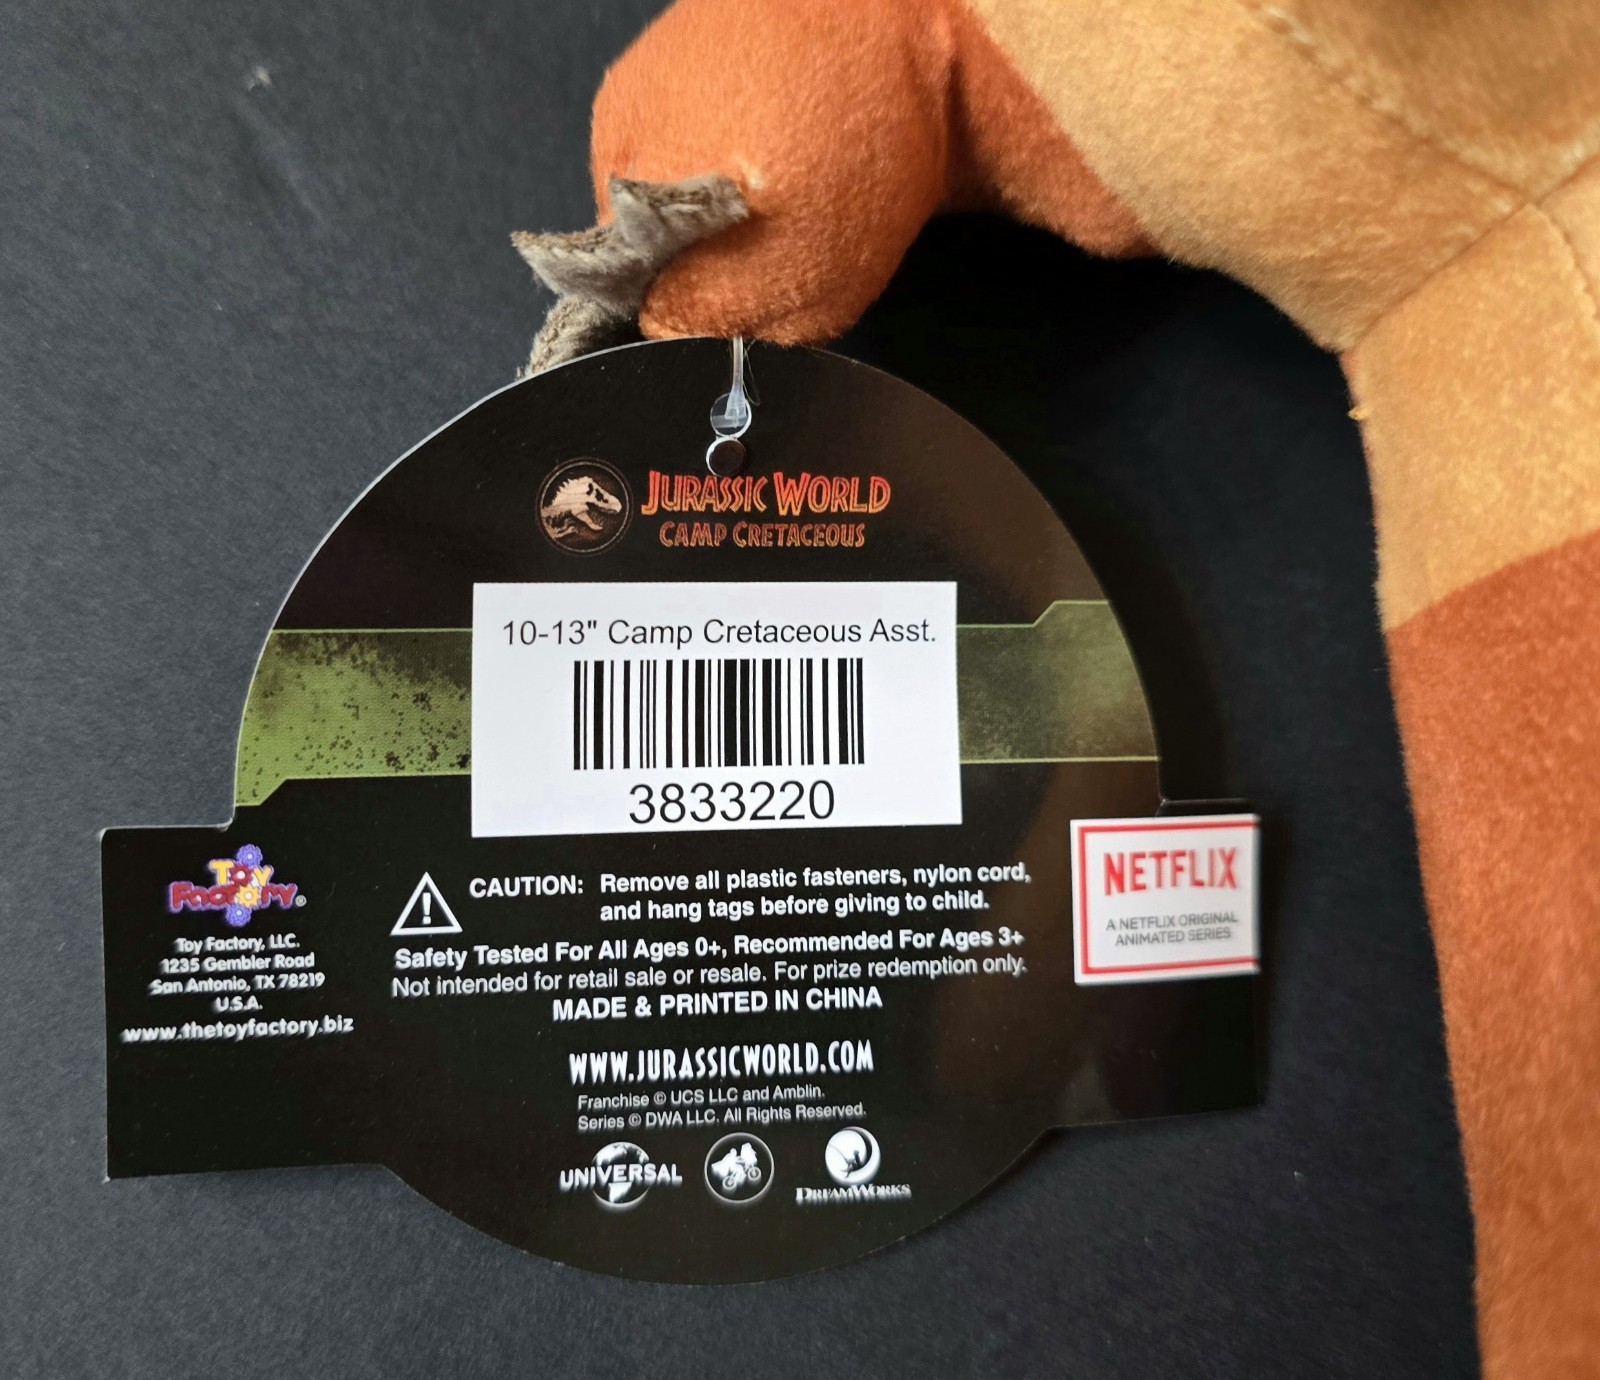 JURASSIC WORLD
CAMP CRETACEOUS
10-13" Camp Cretaceous Asst.
3833220
TOY
FACTORY®
Toy Factory, LLC.
1235 Gembler Road
San Antonio, TX 78219
U.S.A.
www.thetoyfactory.biz
CAUTION: Remove all plastic fasteners, nylon cord,
and hang tags before giving to child.
Safety Tested For All Ages 0+, Recommended For Ages 3+
Not intended for retail sale or resale. For prize redemption only.
MADE & PRINTED IN CHINA
NETFLIX
A NETFLIX ORIGINAL
ANIMATED SERIES
WWW.JURASSICWORLD.COM
Franchise © UCS LLC and Amblin.
Series © DWA LLC. All Rights Reserved.
UNIVERSAL
DREAMWORKS